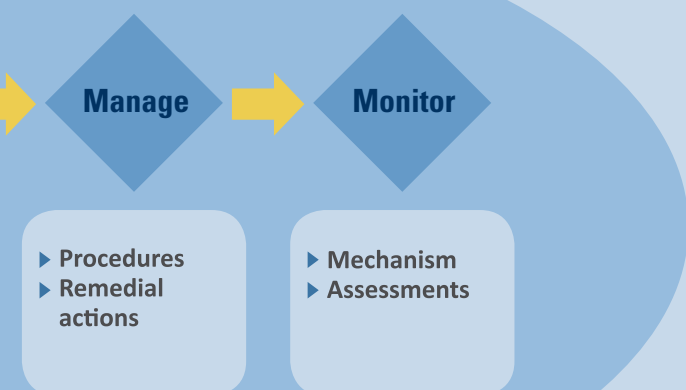 Manage
Monitor
Procedures
Remedial
actions
Mechanism
Assessments